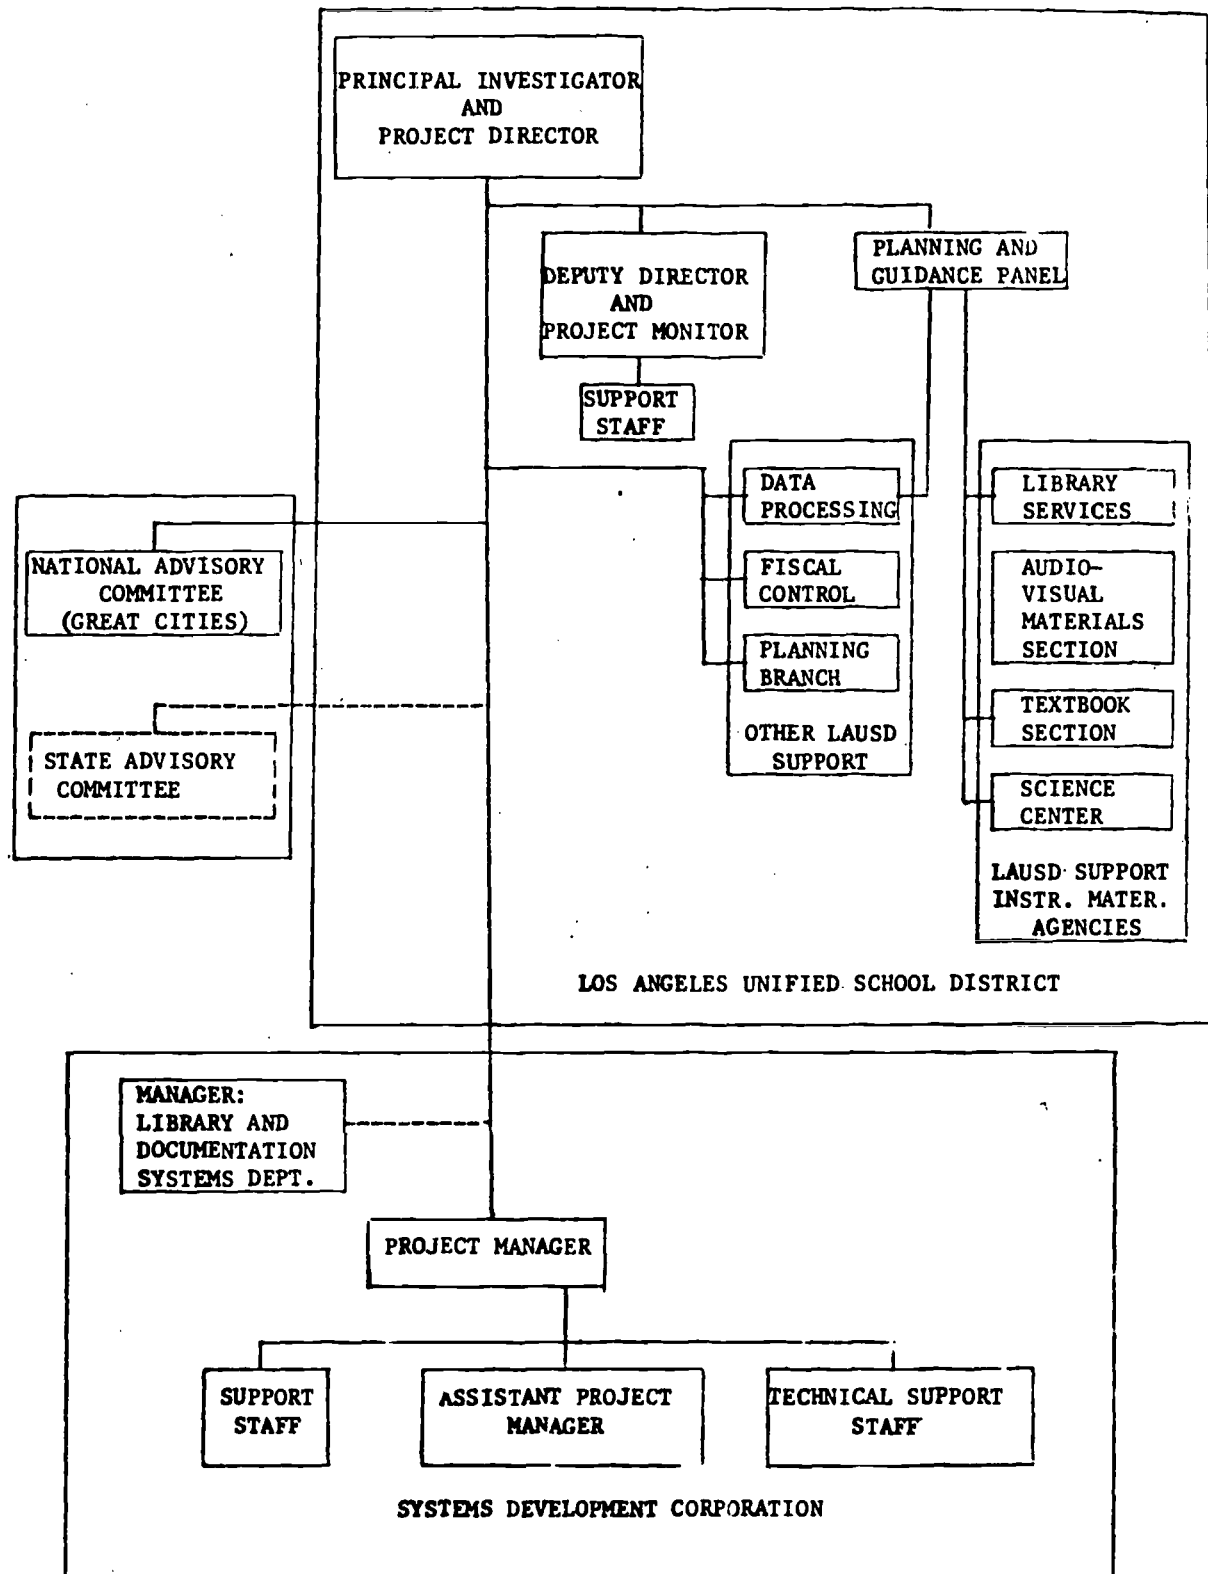 PRINCIPAL INVESTIGATOR
AND
PROJECT DIRECTOR
DEPUTY DIRECTOR
AND
PROJECT MONITOR
PLANNING AND
GUIDANCE PANEL
SUPPORT
STAFF
DATA
PROCESSING
FISCAL
CONTROL
PLANNING
BRANCH
OTHER LAUSD
SUPPORT
LIBRARY
SERVICES
AUDIO-
VISUAL
MATERIALS
SECTION
TEXTBOOK
SECTION
SCIENCE
CENTER
LAUSD SUPPORT
INSTR. MATER.
AGENCIES
NATIONAL ADVISORY
COMMITTEE
(GREAT CITIES)
STATE ADVISORY
COMMITTEE
LOS ANGELES UNIFIED SCHOOL DISTRICT
MANAGER:
LIBRARY AND
DOCUMENTATION
SYSTEMS DEPT.
PROJECT MANAGER
SUPPORT
STAFF
ASSISTANT PROJECT
MANAGER
TECHNICAL SUPPORT
STAFF
SYSTEMS DEVELOPMENT CORPORATION